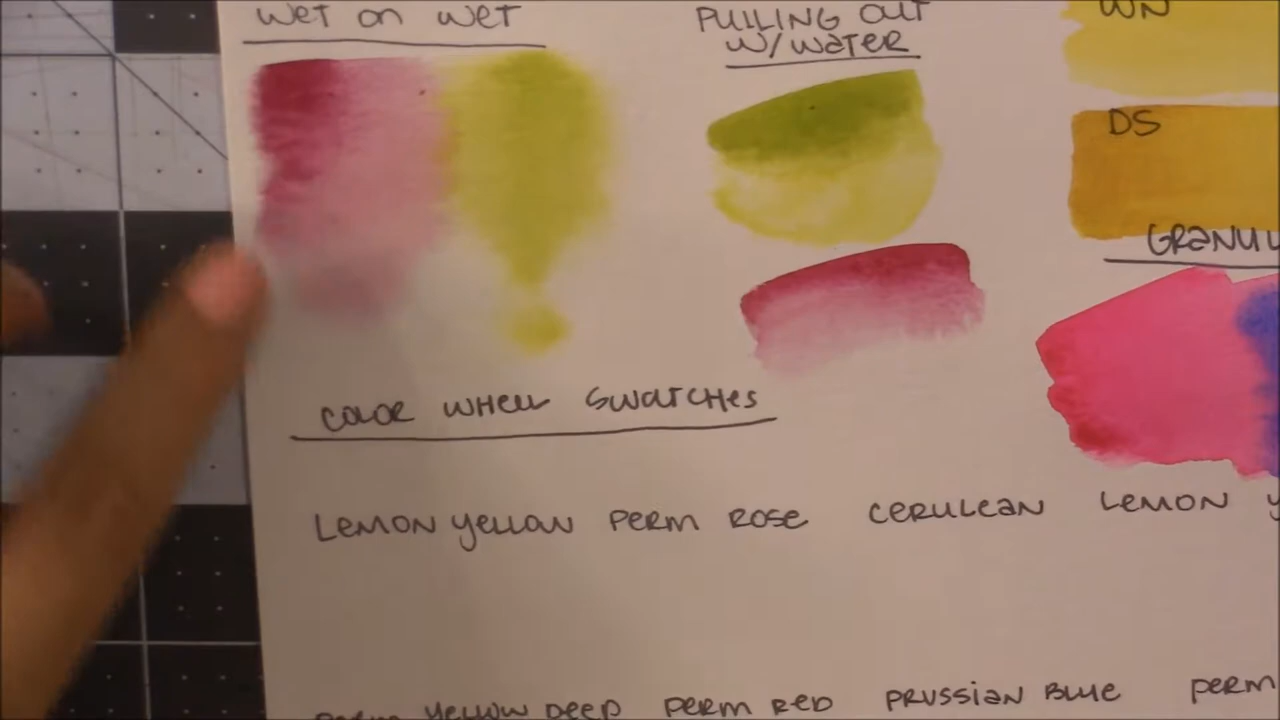 WET ON WET
PULLING OUT
W/WATER
WN
DS
GRANUL
COLOR WHEEL SWATCHES
LEMON YELLOW PERM ROSE CERULEAN LEMON Y
PERM YELLOW DEEP PERM RED PRUSSIAN BLUE PERM